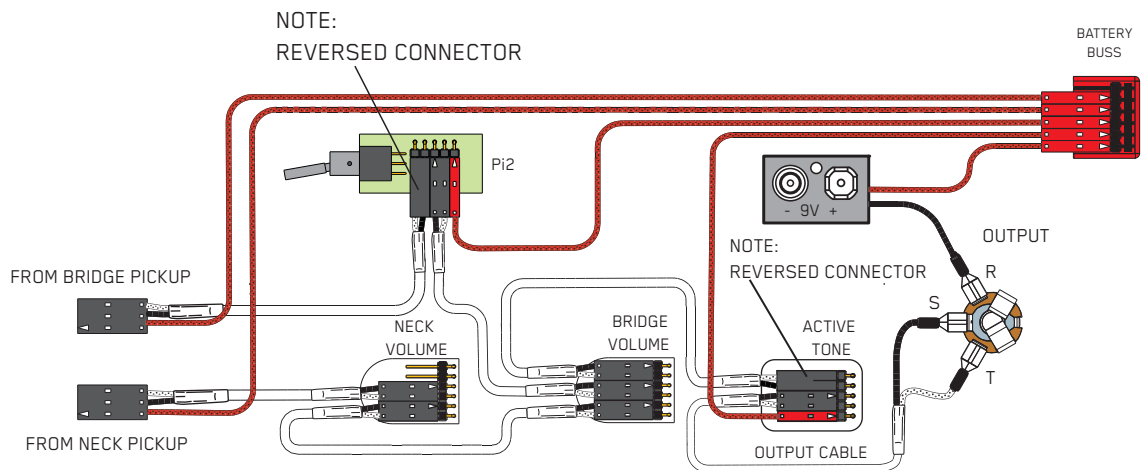 NOTE:
REVERSED CONNECTOR
BATTERY
BUSS
Pi2
- 9V +
OUTPUT
NOTE:
REVERSED CONNECTOR
FROM BRIDGE PICKUP
R
S
T
NECK
VOLUME
BRIDGE
VOLUME
ACTIVE
TONE
FROM NECK PICKUP
OUTPUT CABLE